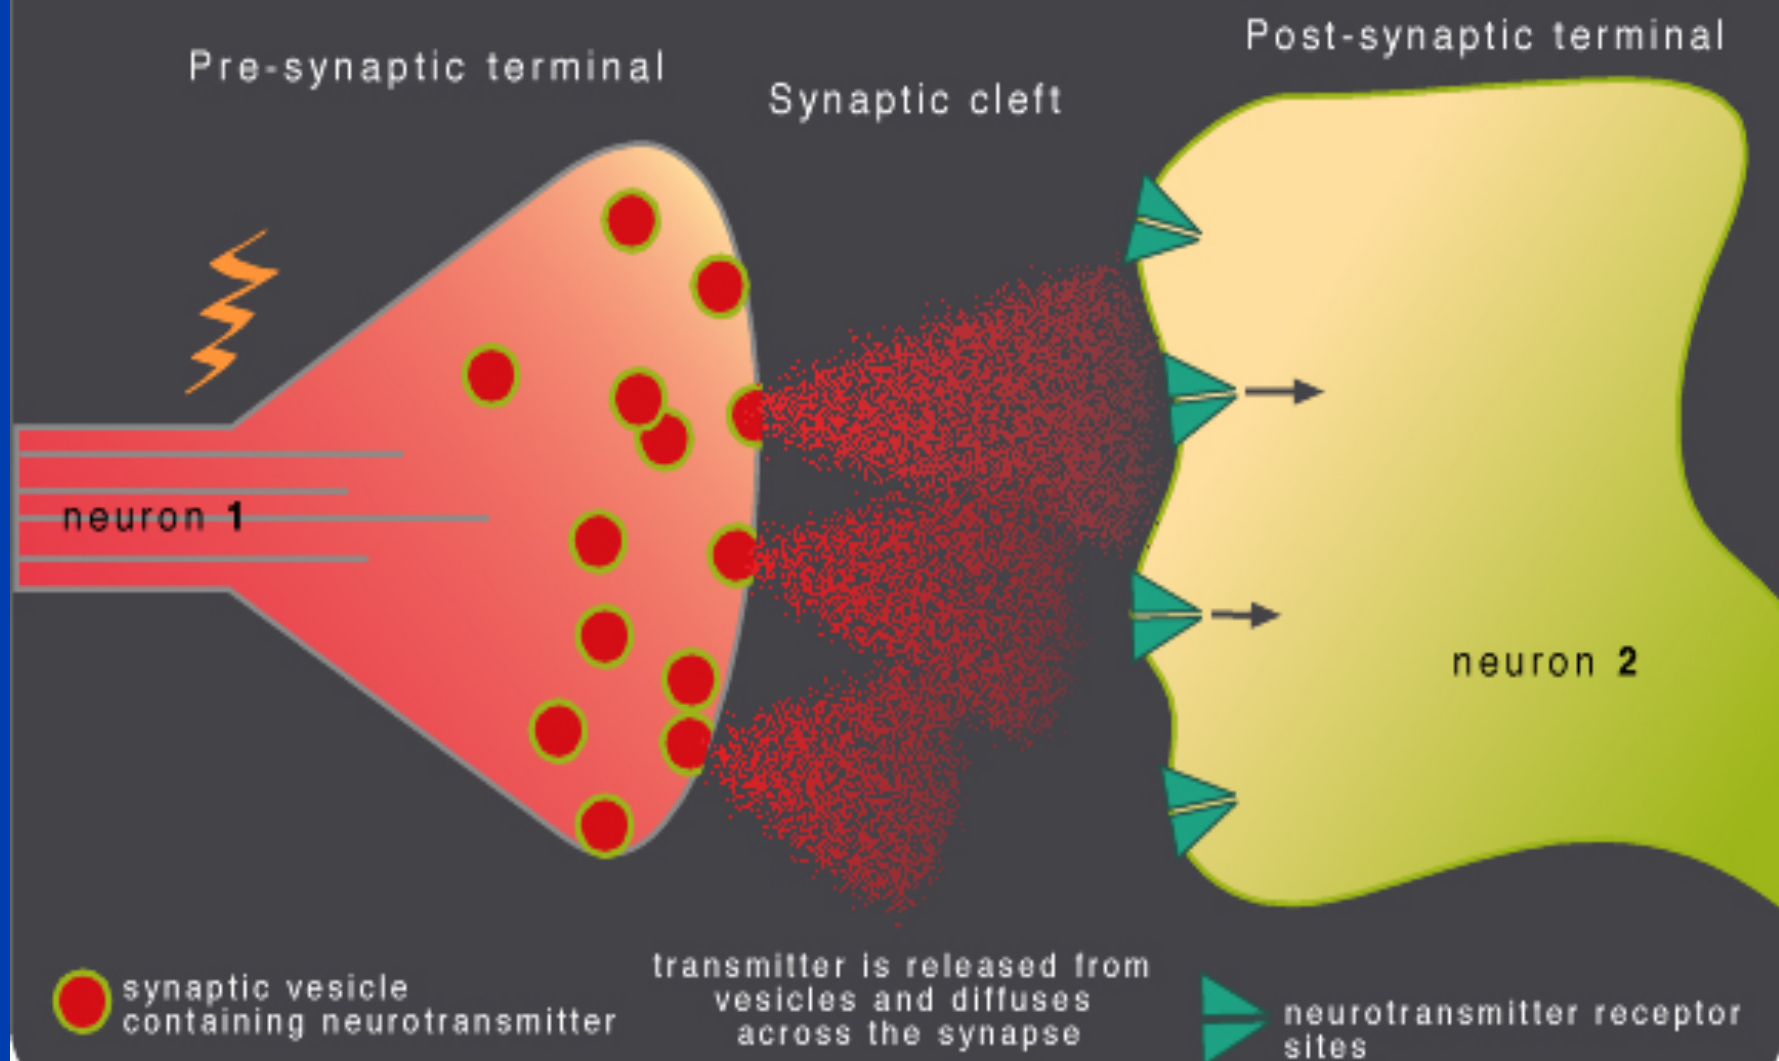 Pre-synaptic terminal
Synaptic cleft
Post-synaptic terminal
neuron 1
neuron 2
synaptic vesicle
containing neurotransmitter
transmitter is released from
vesicles and diffuses
across the synapse
neurotransmitter receptor
sites